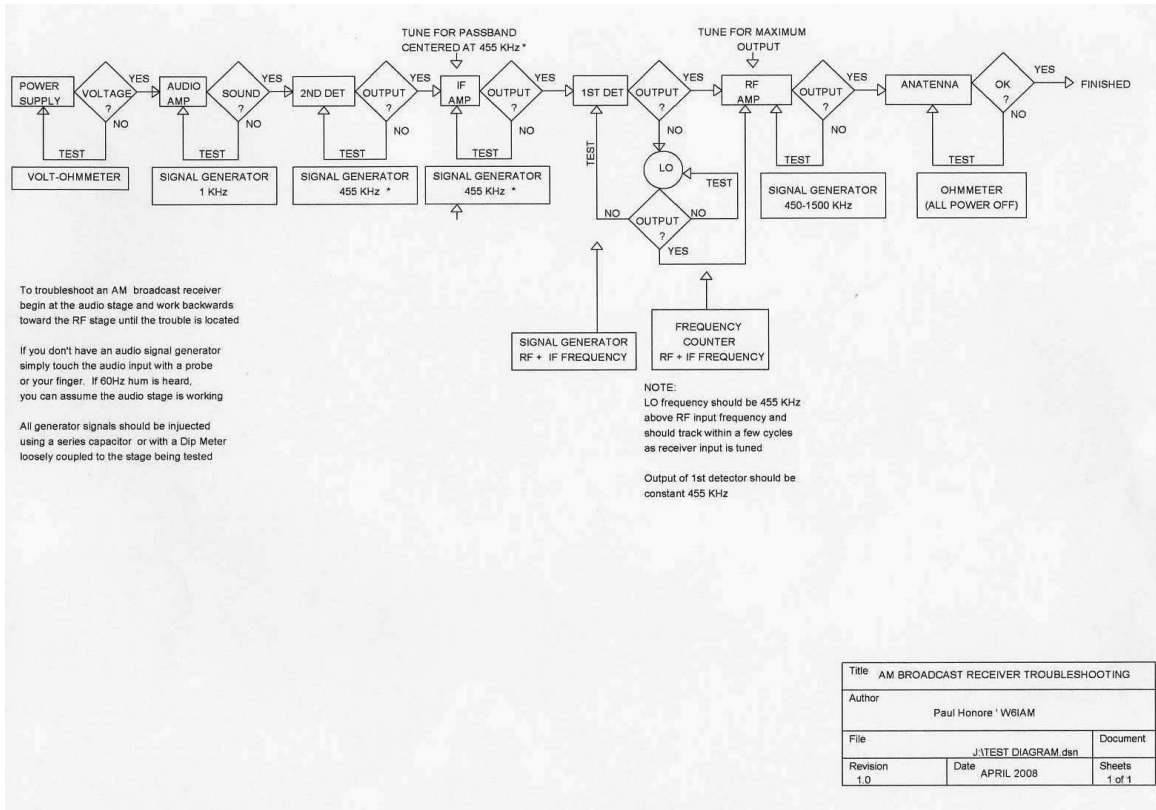 TUNE FOR PASSBAND
CENTERED AT 455 KHz *
TUNE FOR MAXIMUM
OUTPUT
POWER
SUPPLY
VOLTAGE
?
YES
NO
TEST
VOLT-OHMMETER
AUDIO
AMP
SOUND
?
YES
NO
TEST
SIGNAL GENERATOR
1 KHz
2ND DET
OUTPUT
?
YES
NO
TEST
SIGNAL GENERATOR
455 KHz *
IF
AMP
OUTPUT
?
YES
NO
TEST
SIGNAL GENERATOR
455 KHz *
1ST DET
OUTPUT
?
YES
NO
TEST
LO
TEST
OUTPUT
?
NO
NO
YES
RF
AMP
OUTPUT
?
YES
NO
TEST
SIGNAL GENERATOR
450-1500 KHz
ANATENNA
OK
?
YES
NO
TEST
OHMMETER
(ALL POWER OFF)
FINISHED
SIGNAL GENERATOR
RF + IF FREQUENCY
FREQUENCY
COUNTER
RF + IF FREQUENCY
To troubleshoot an AM broadcast receiver
begin at the audio stage and work backwards
toward the RF stage until the trouble is located
If you don't have an audio signal generator
simply touch the audio input with a probe
or your finger. If 60Hz hum is heard,
you can assume the audio stage is working
All generator signals should be injuected
using a series capacitor or with a Dip Meter
loosely coupled to the stage being tested
NOTE:
LO frequency should be 455 KHz
above RF input frequency and
should track within a few cycles
as receiver input is tuned
Output of 1st detector should be
constant 455 KHz
Title AM BROADCAST RECEIVER TROUBLESHOOTING
Author
Paul Honore ' W6IAM
File
J:\TEST DIAGRAM.dsn
Document
Revision
1.0
Date
APRIL 2008
Sheets
1 of 1